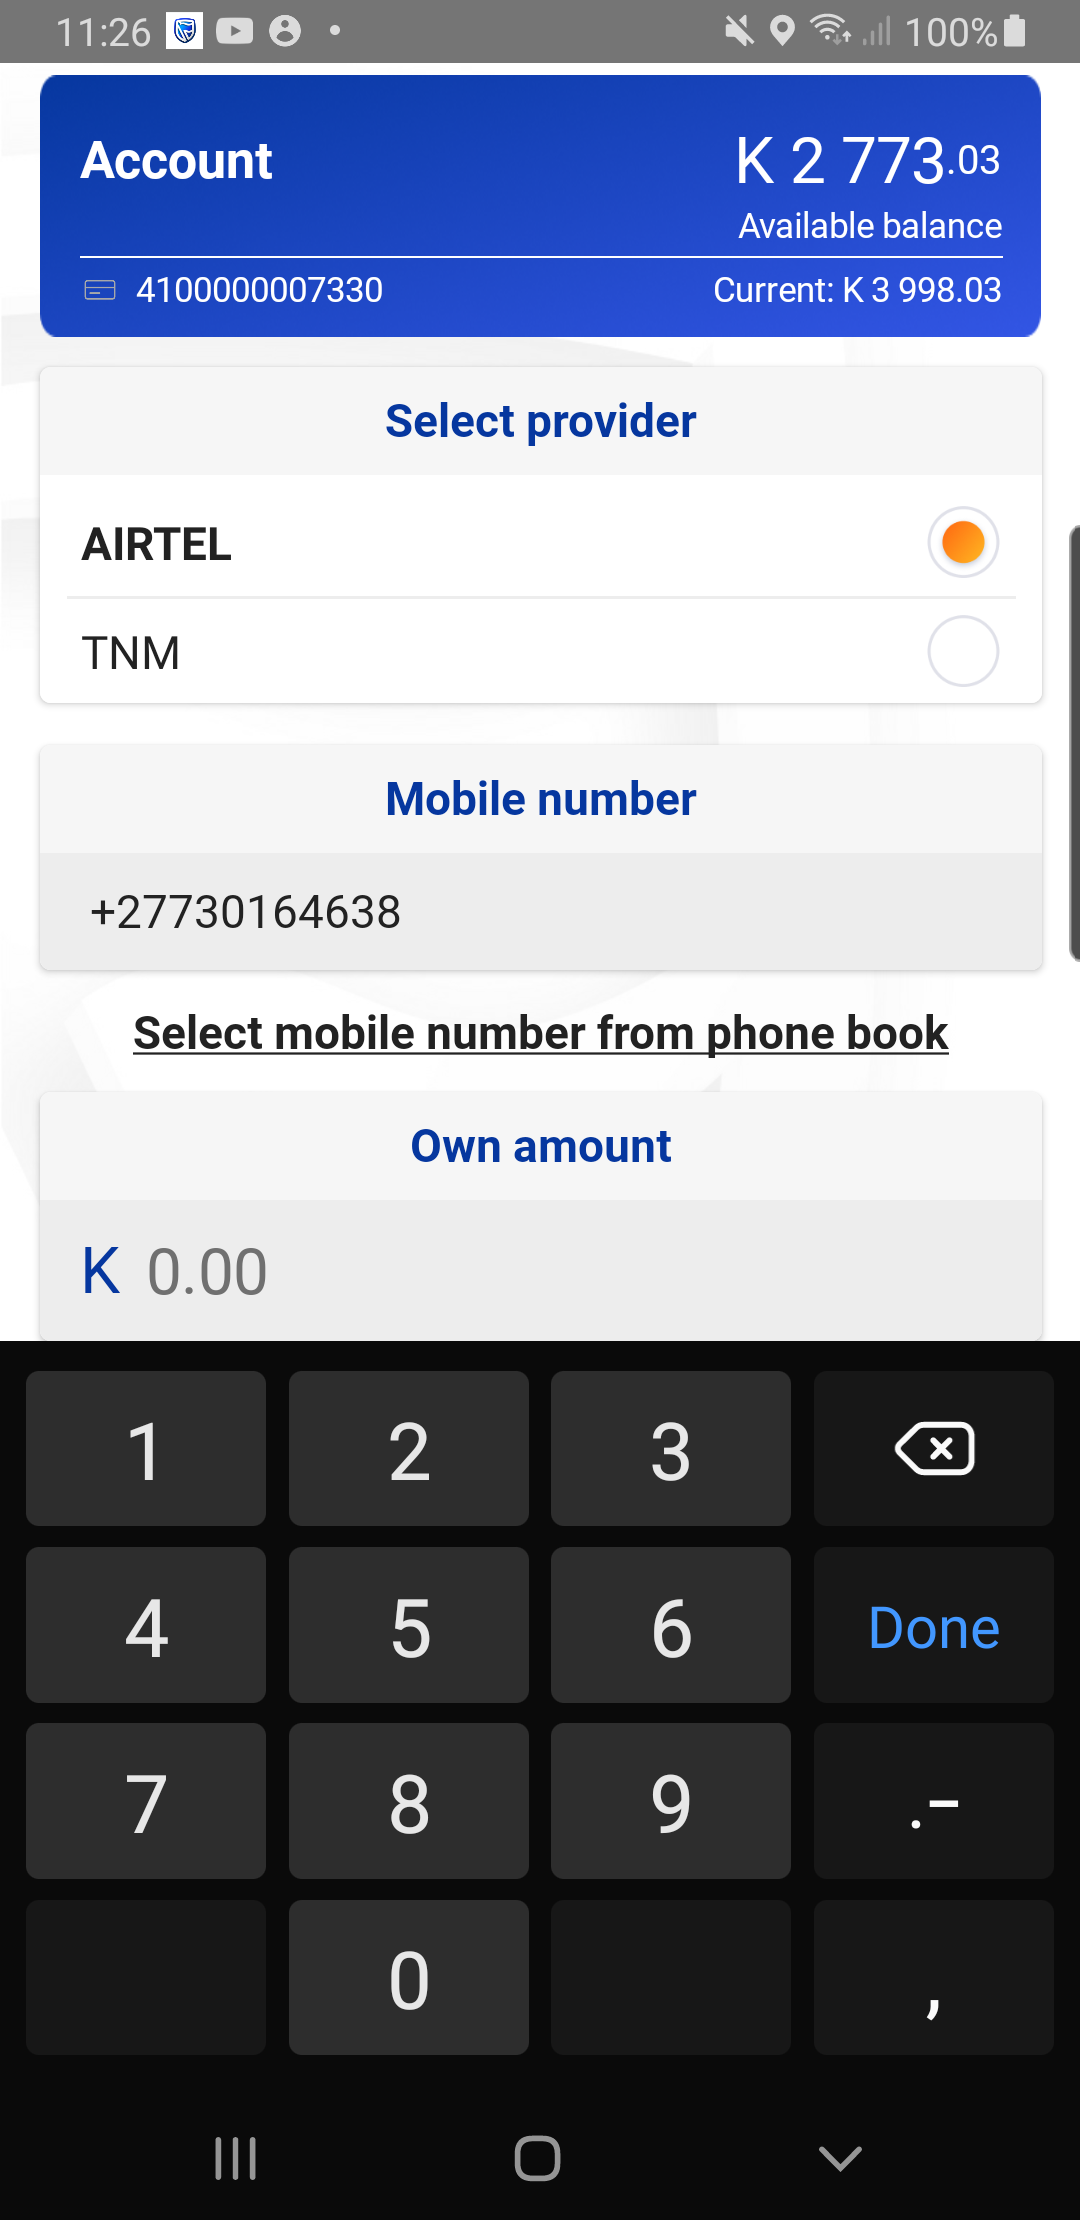 11:26 100%
Account K 2 773.03
Available balance
4100000007330 Current: K 3 998.03
Select provider
AIRTEL
TNM
Mobile number
+27730164638
Select mobile number from phone book
Own amount
K 0.00
1 2 3
4 5 6 Done
7 8 9 .-
0 ,